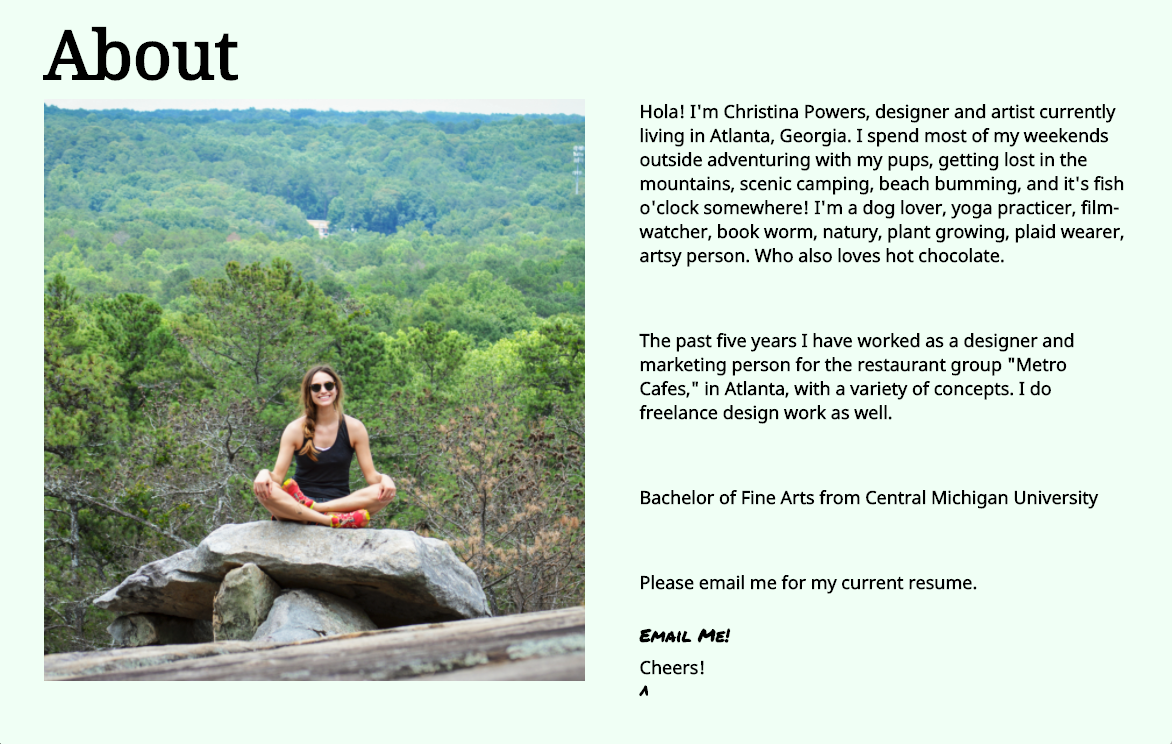 About
Hola! I'm Christina Powers, designer and artist currently
living in Atlanta, Georgia. I spend most of my weekends
outside adventuring with my pups, getting lost in the
mountains, scenic camping, beach bumming, and it's fish
o'clock somewhere! I'm a dog lover, yoga practicer, film-
watcher, book worm, natury, plant growing, plaid wearer,
artsy person. Who also loves hot chocolate.
The past five years I have worked as a designer and
marketing person for the restaurant group "Metro
Cafes," in Atlanta, with a variety of concepts. I do
freelance design work as well.
Bachelor of Fine Arts from Central Michigan University
Please email me for my current resume.
Email Me!
Cheers!
^